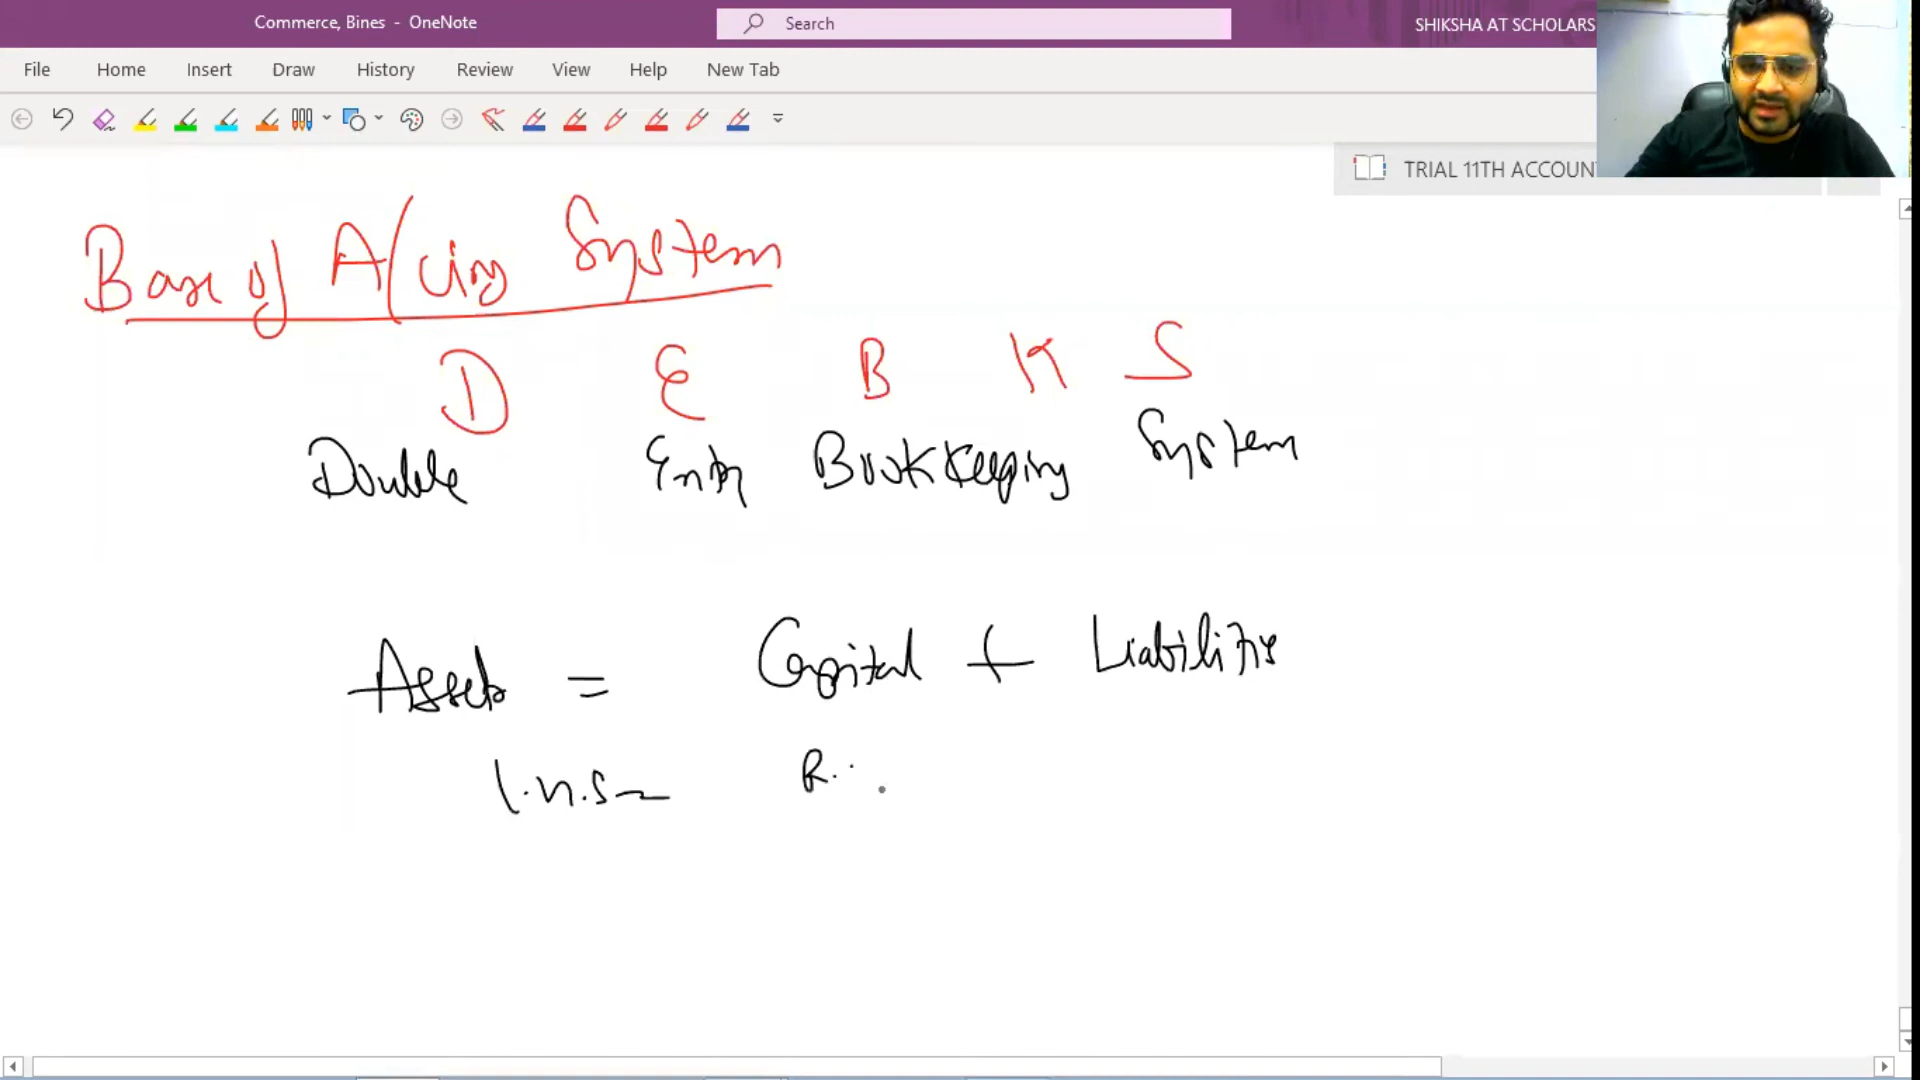 Commerce, Bines - OneNote
Search
SHIKSHA AT SCHOLARS
File Home Insert Draw History Review View Help New Tab
TRIAL 11TH ACCOUN
Base of A/cing System
D E B K S
Double Entry Bookkeeping System
Assets = Capital + Liabilities
L.H.S R.